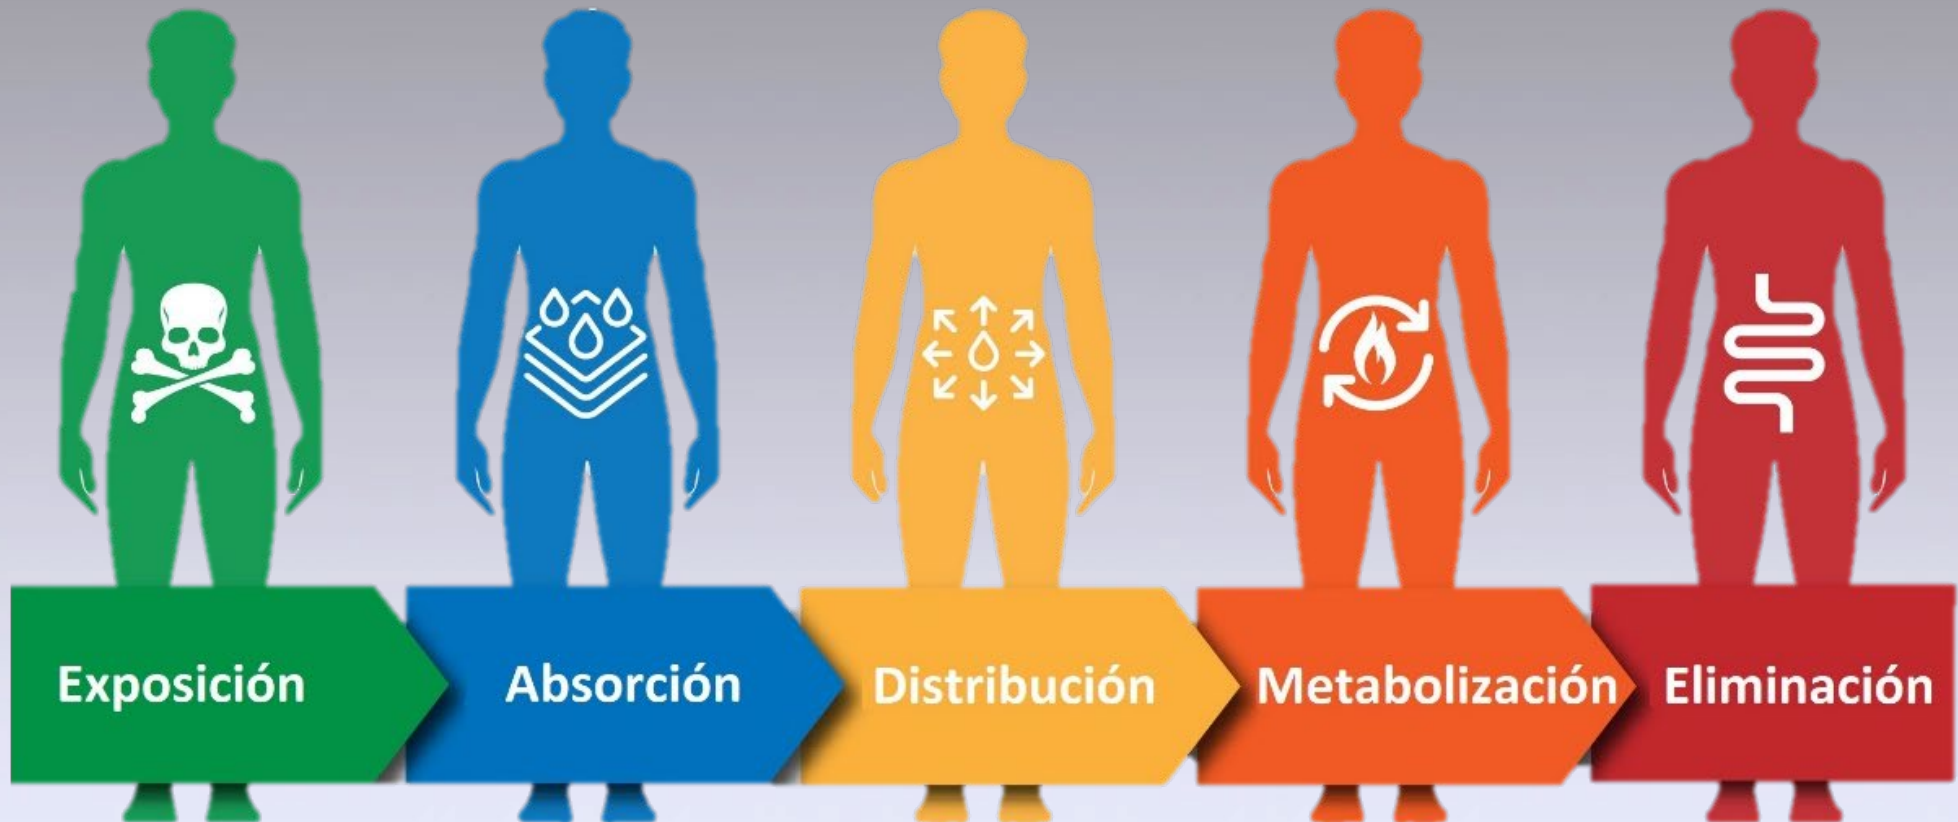 Exposición
Absorción
Distribución
Metabolización
Eliminación